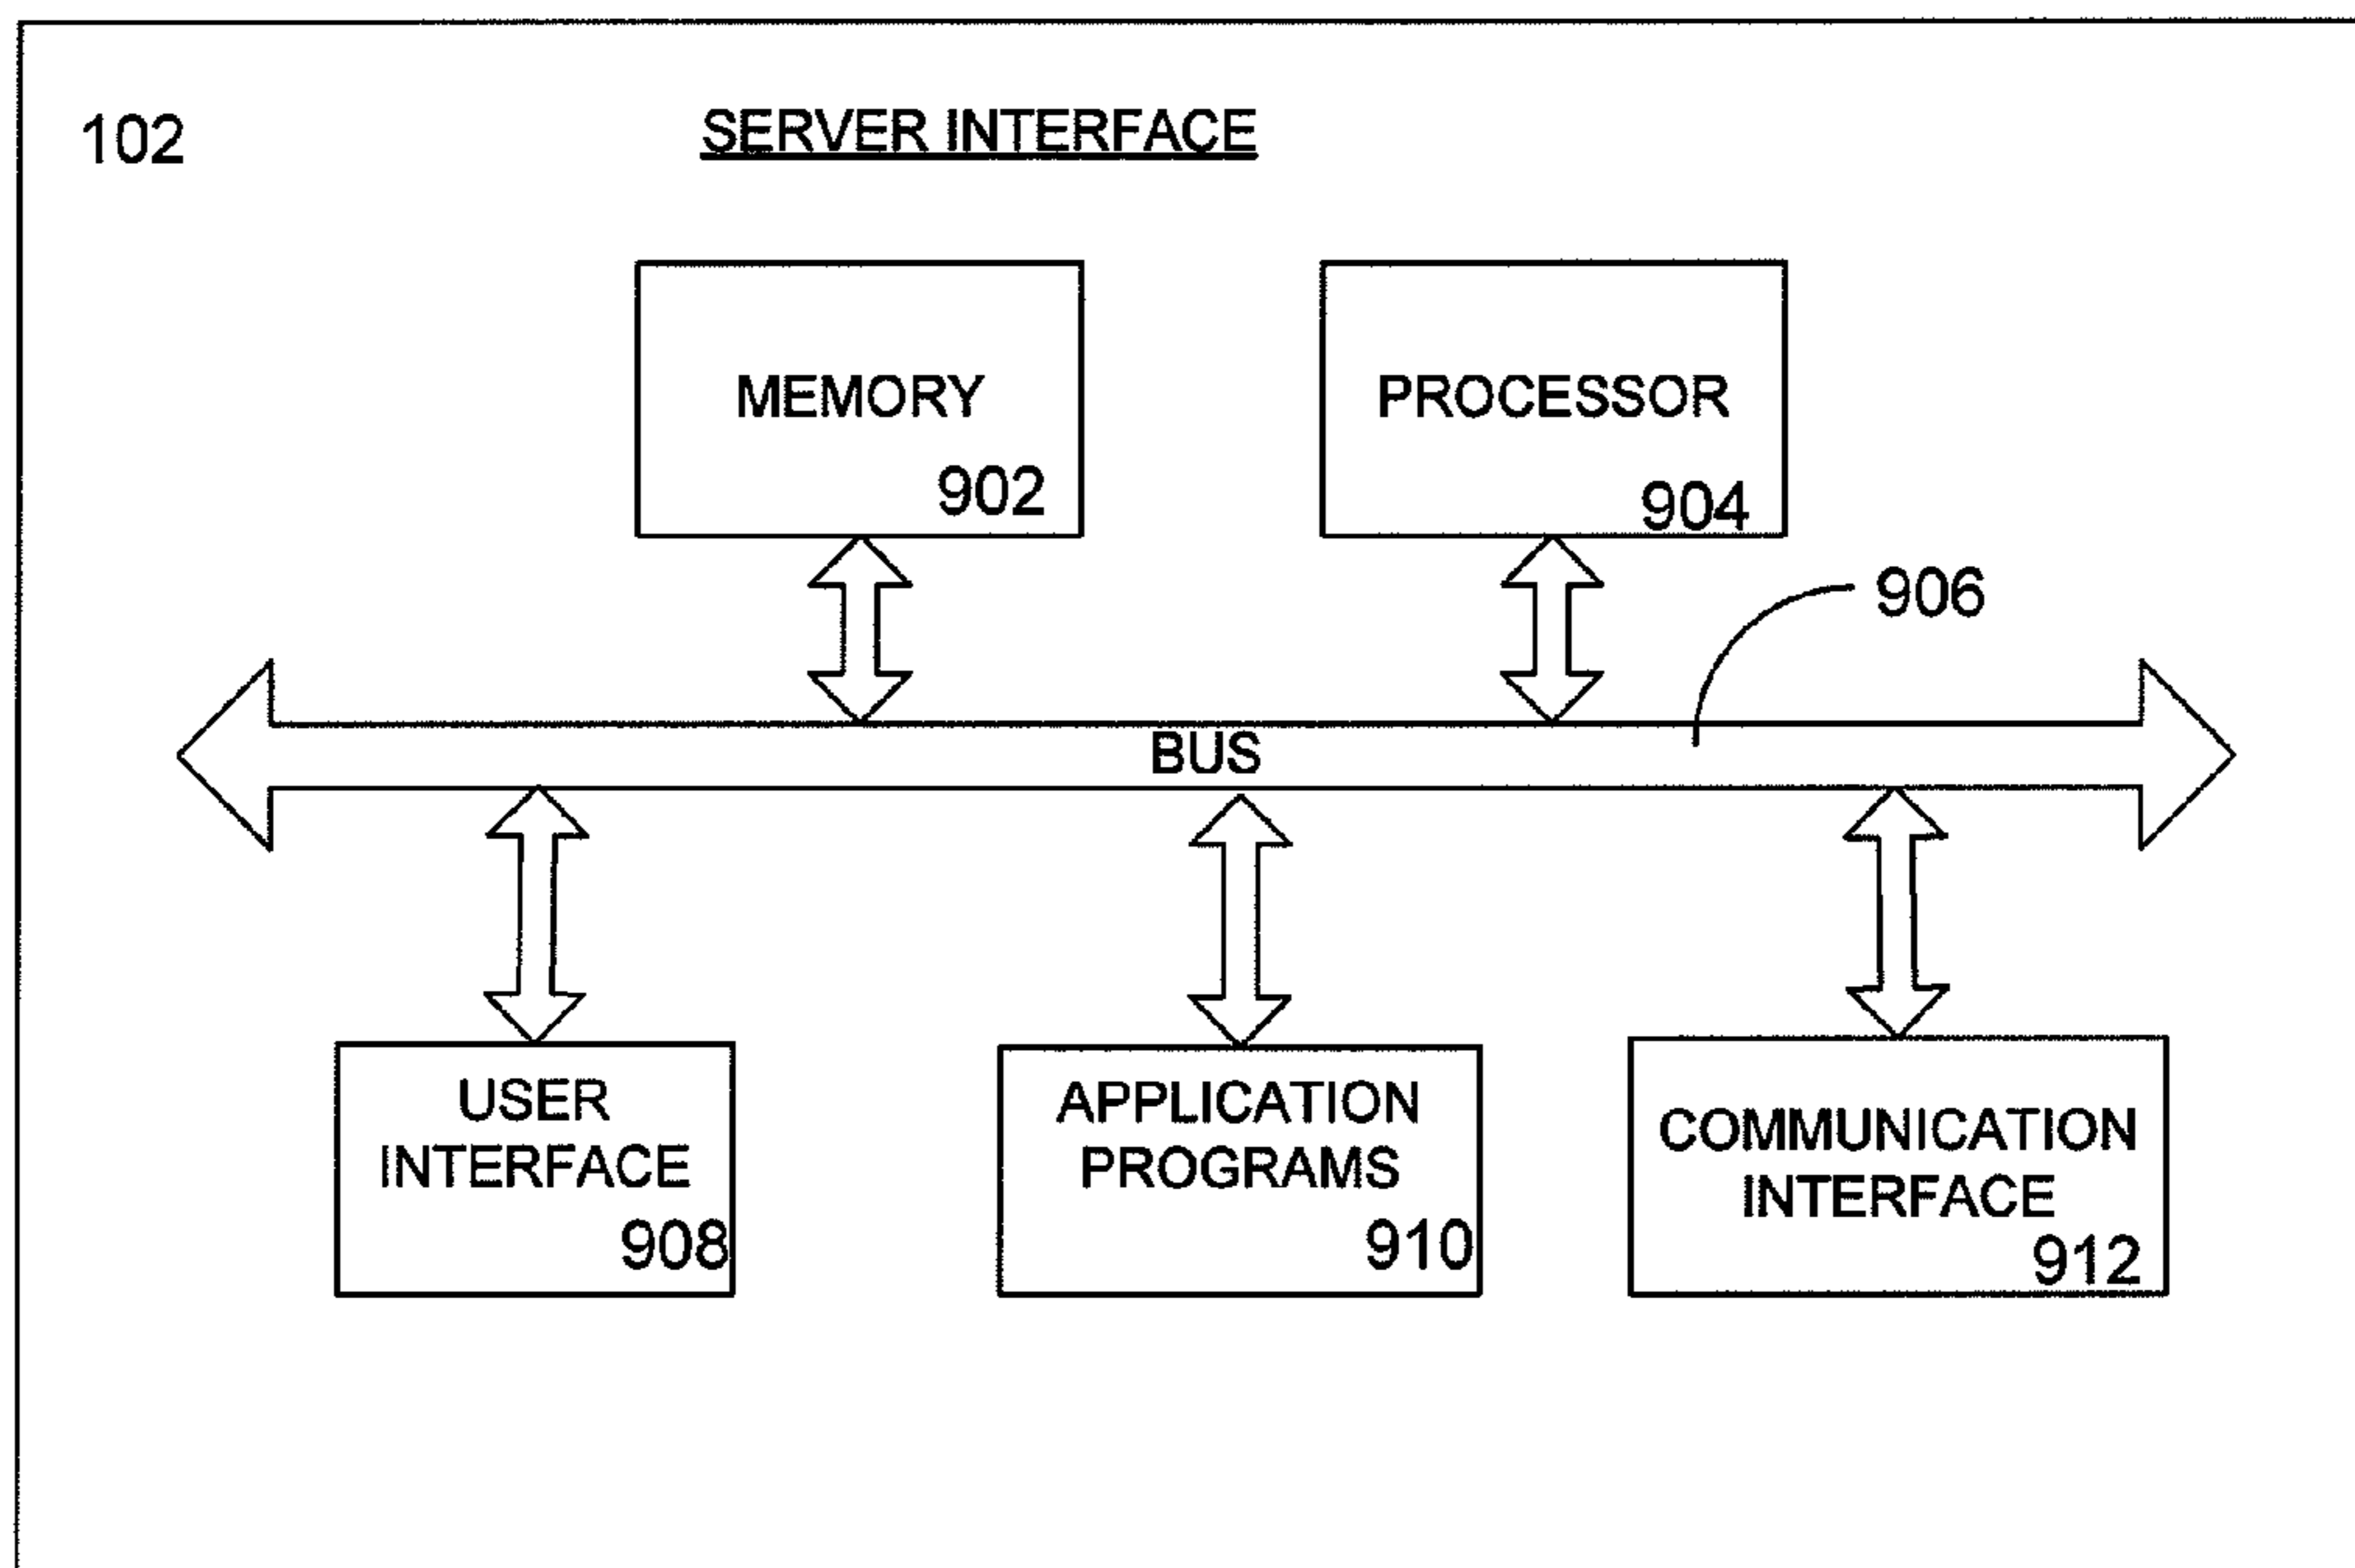 102
SERVER INTERFACE
MEMORY
902
PROCESSOR
904
906
BUS
USER
INTERFACE
908
APPLICATION
PROGRAMS
910
COMMUNICATION
INTERFACE
912